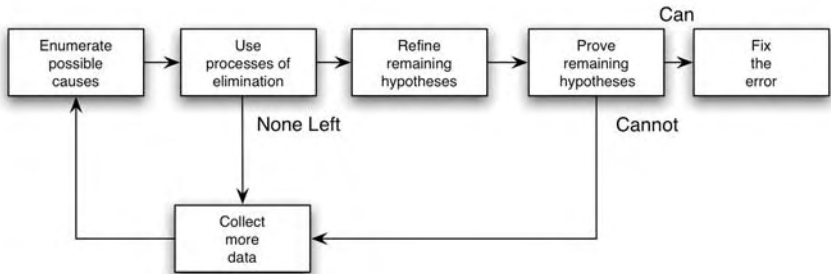 Enumerate
possible
causes
Use
processes of
elimination
Refine
remaining
hypotheses
Prove
remaining
hypotheses
Can
Fix
the
error
None Left
Cannot
Collect
more
data